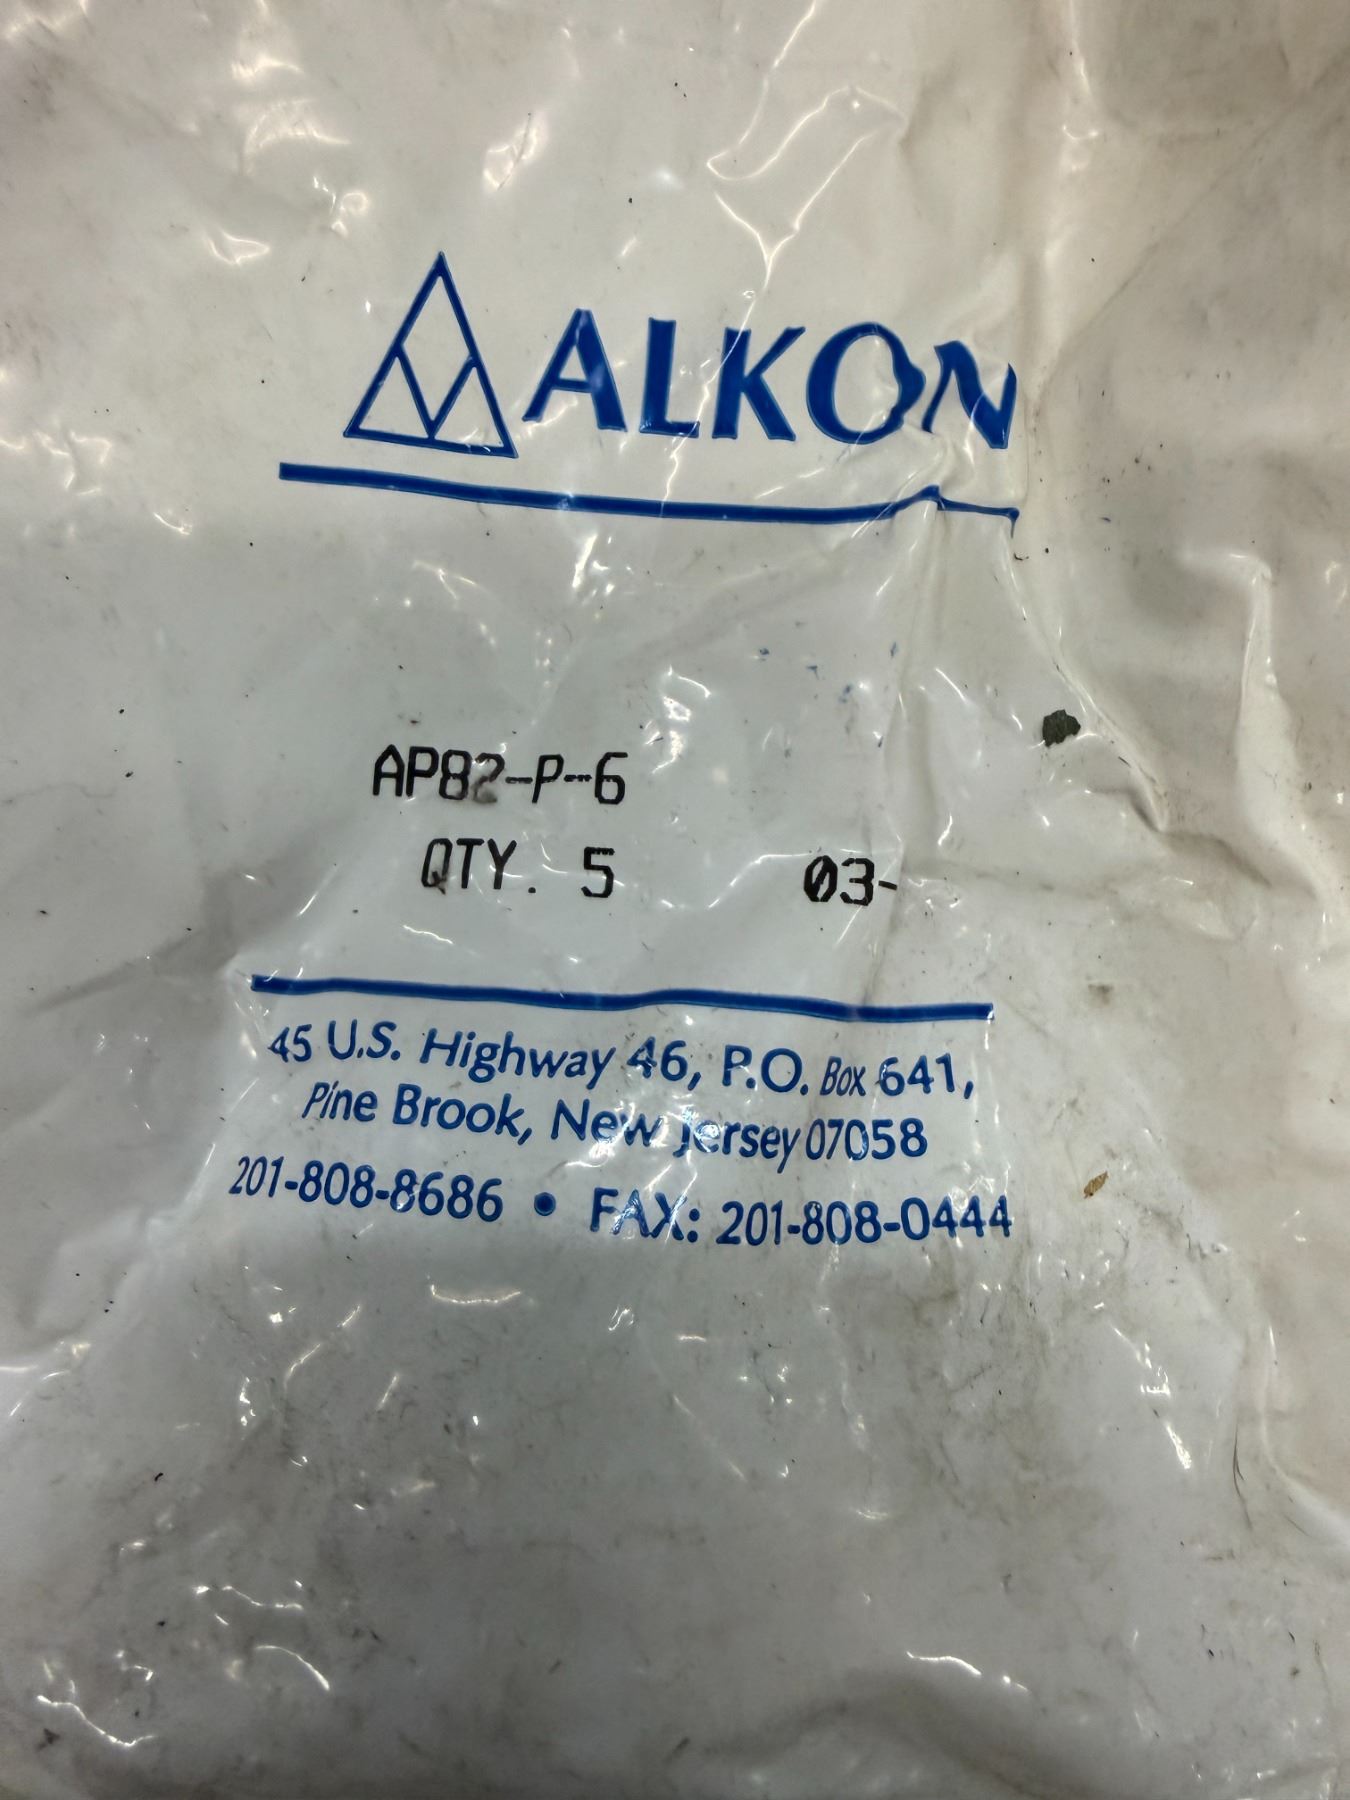 ALKON
AP82-P-6
QTY. 5 03-
45 U.S. Highway 46, P.O. Box 641,
Pine Brook, New Jersey 07058
201-808-8686 • FAX: 201-808-0444